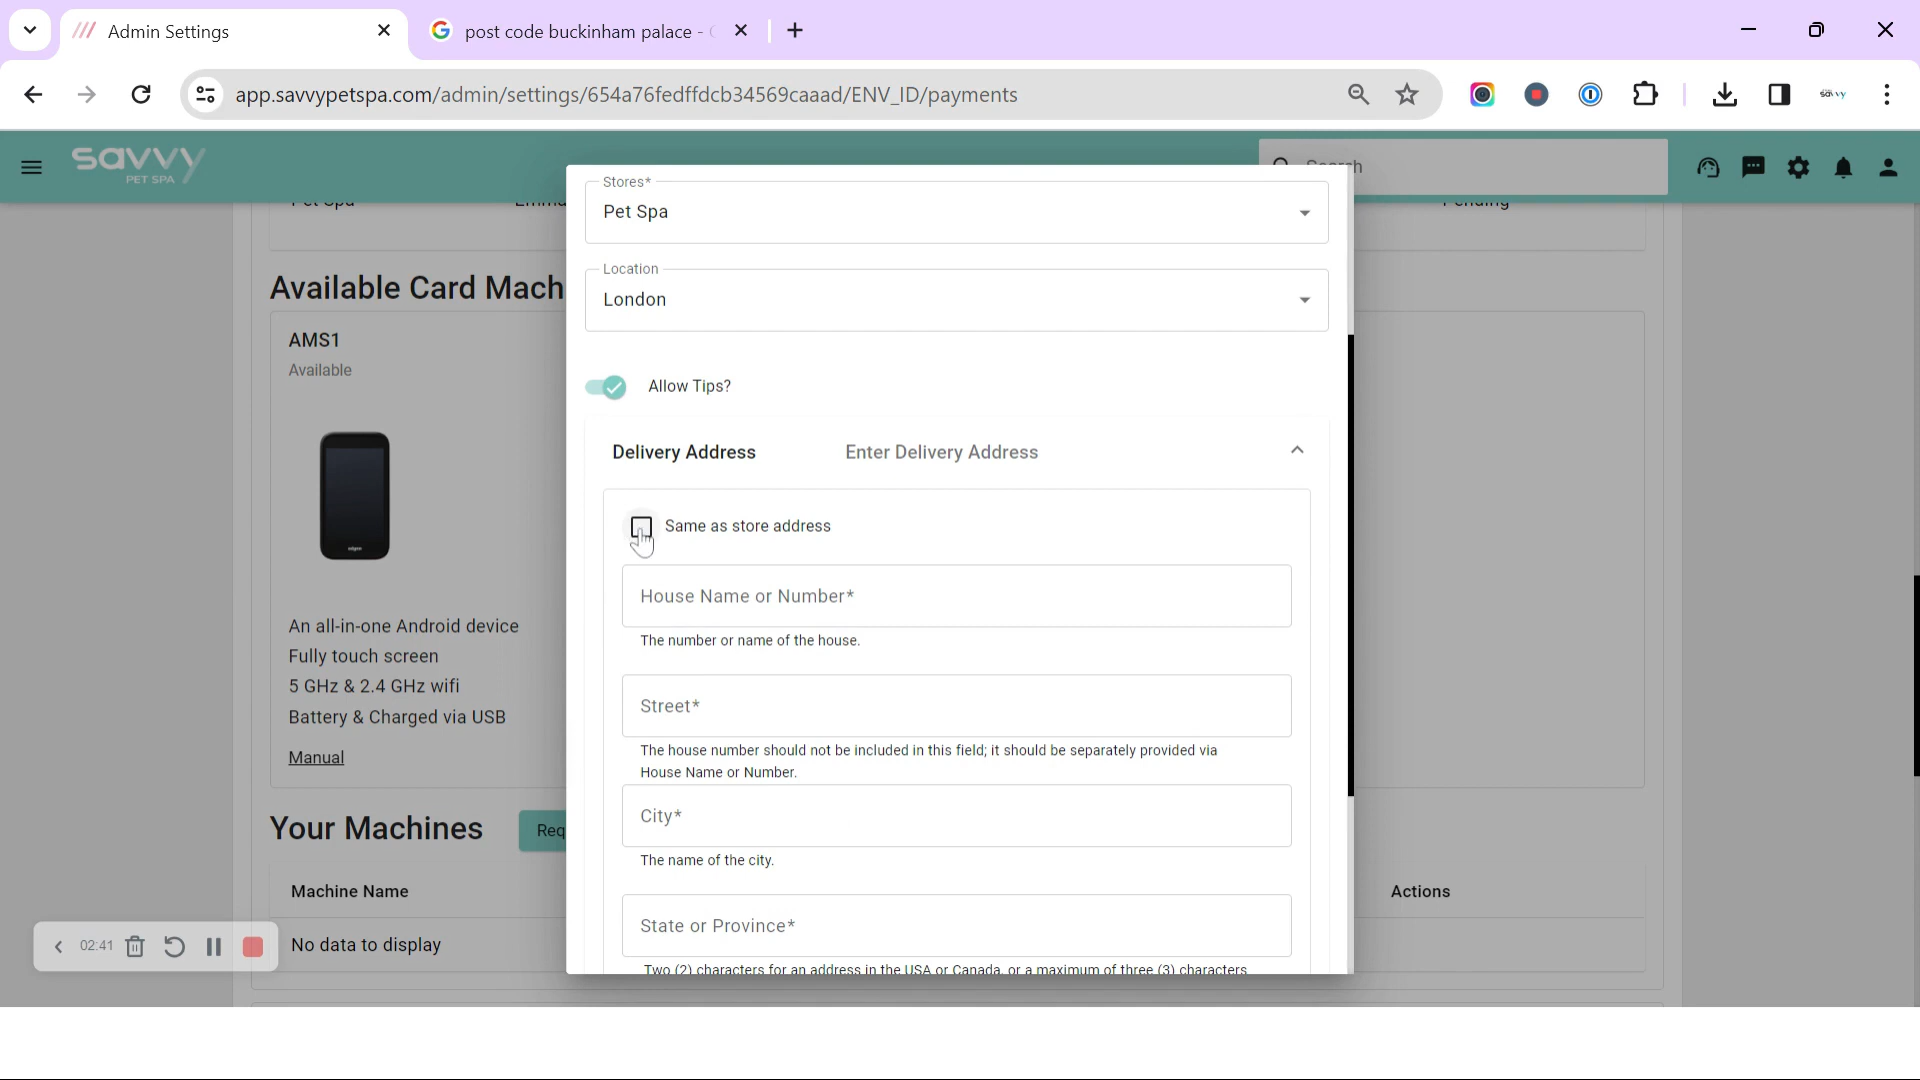 Admin Settings
post code buckinham palace -
app.savvypetspa.com/admin/settings/654a76fedffdcb34569caaad/ENV_ID/payments
savvy
PET SPA
Search
Pet Spa
Pending
Stores*
Pet Spa
Location
London
Allow Tips?
Delivery Address
Enter Delivery Address
Same as store address
House Name or Number*
The number or name of the house.
Street*
The house number should not be included in this field; it should be separately provided via
House Name or Number.
City*
The name of the city.
State or Province*
Two (2) characters for an address in the USA or Canada, or a maximum of three (3) characters
Available Card Mach
AMS1
Available
An all-in-one Android device
Fully touch screen
5 GHz & 2.4 GHz wifi
Battery & Charged via USB
Manual
Your Machines
Req
Machine Name
Actions
No data to display
02:41